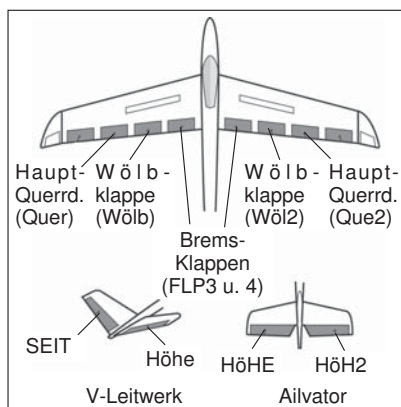 Haupt- Wölb- Wölb- Haupt-
Querrd. klappe klappe Querrd.
(Quer) (Wölb) (Wöl2) (Que2)
Brems-
Klappen
(FLP3 u. 4)
SEIT
Höhe
HöHE
HöH2
V-Leitwerk
Ailvator